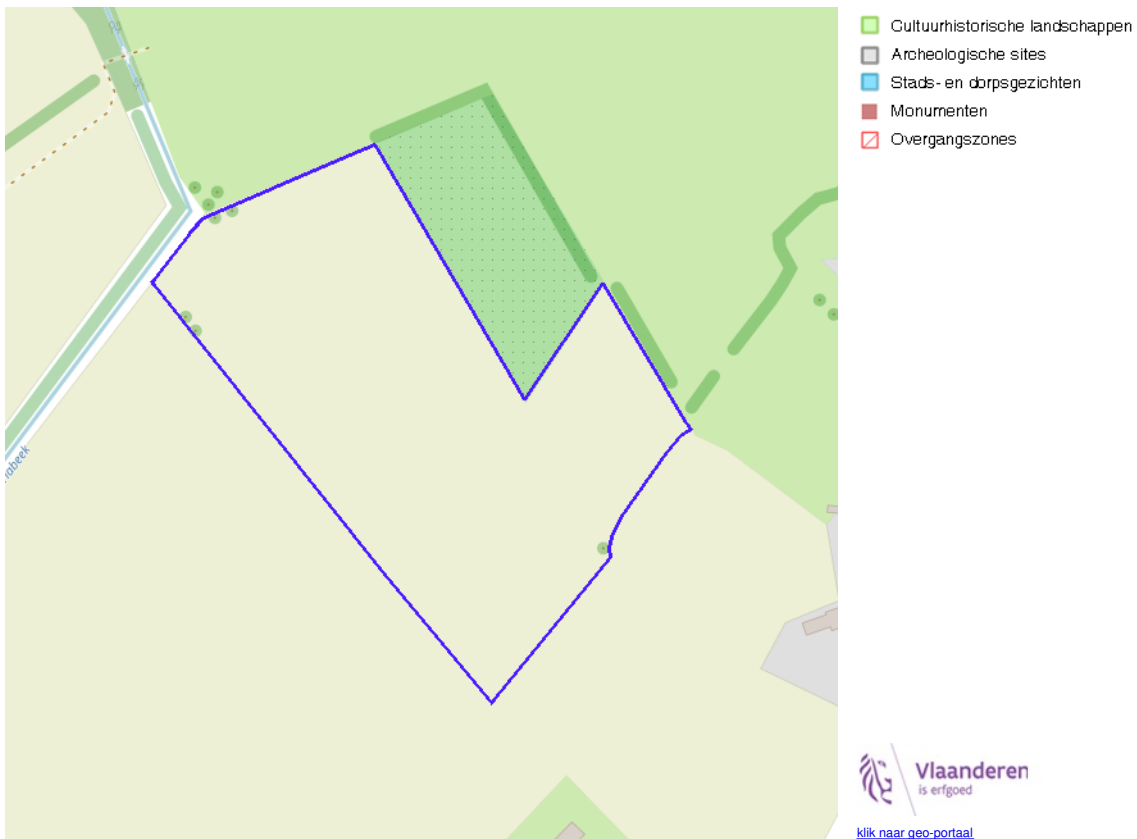 Cultuurhistorische landschappen
Archeologische sites
Stads- en dorpsgezichten
Monumenten
Overgangszones
Vlaanderen
is erfgoed
klik naar geo-portaal